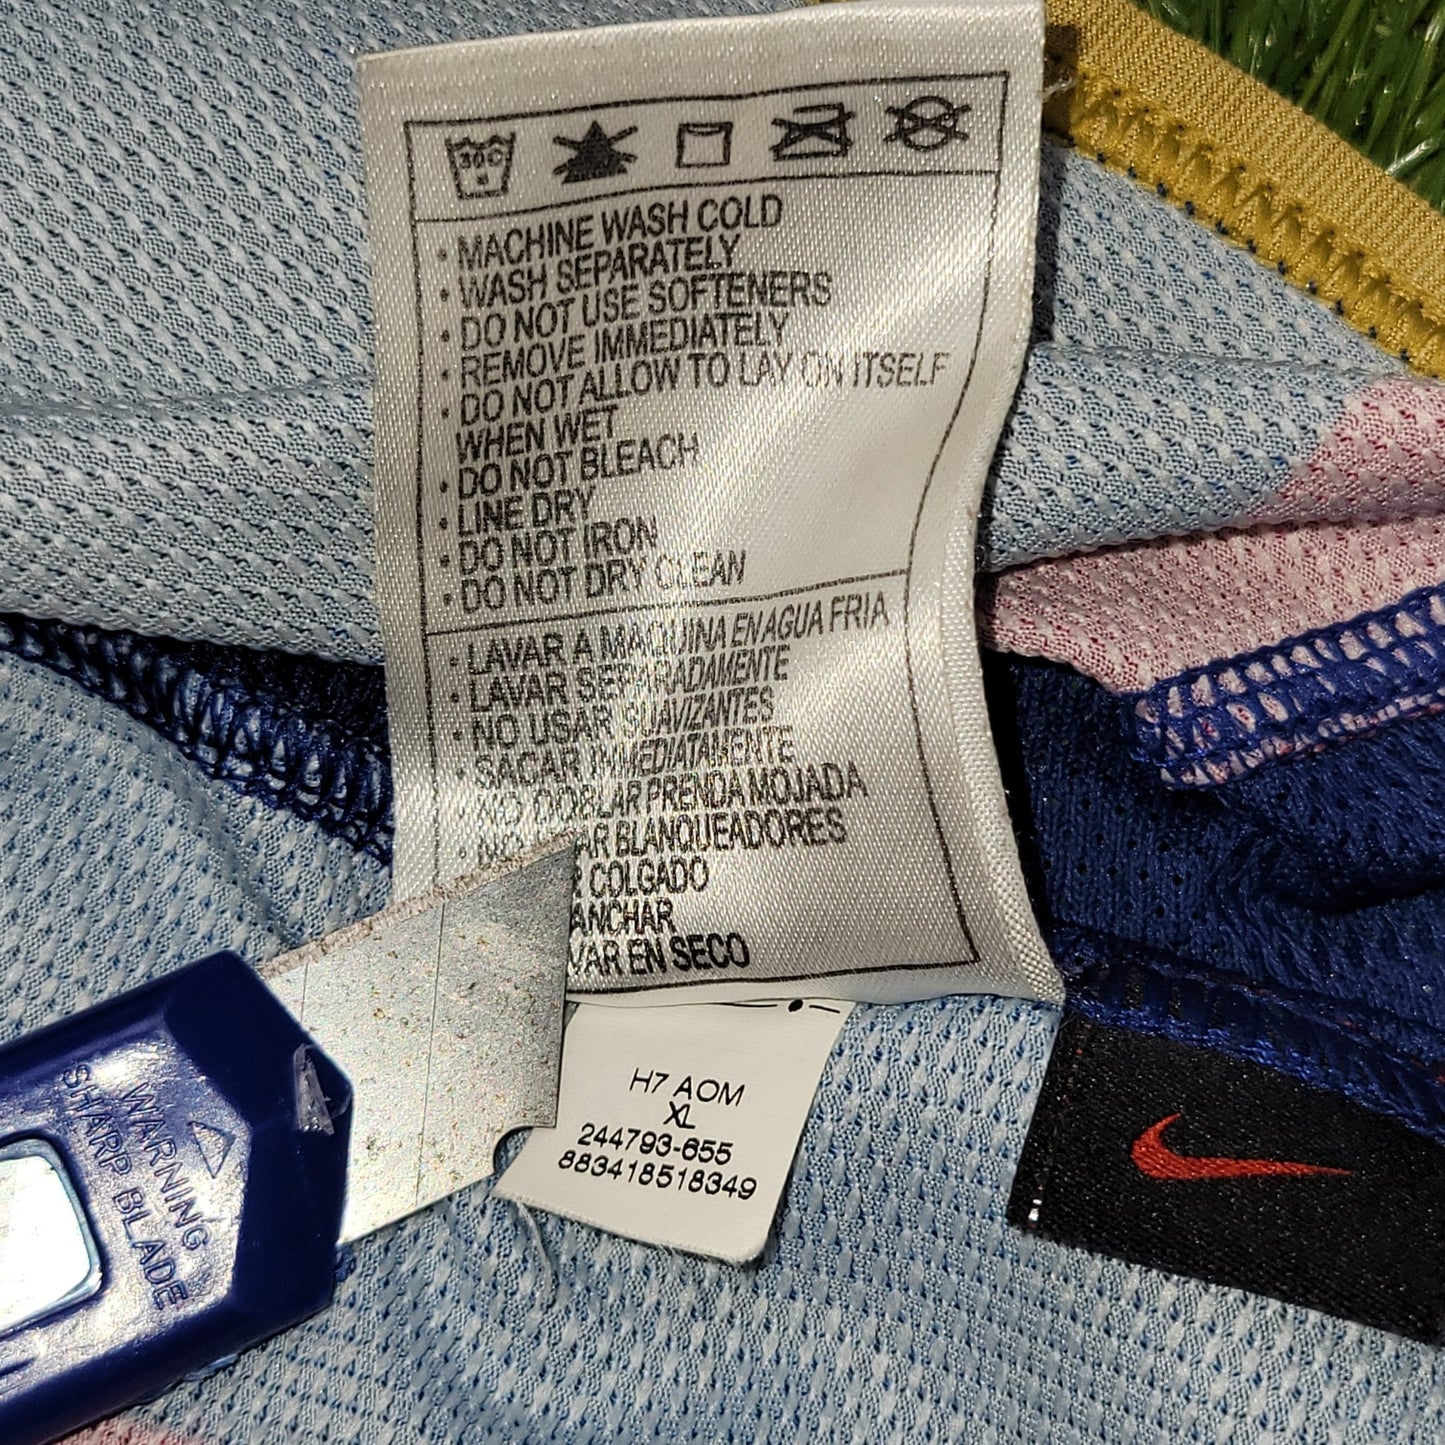 30C
• MACHINE WASH COLD
• WASH SEPARATELY
• DO NOT USE SOFTENERS
• REMOVE IMMEDIATELY
• DO NOT ALLOW TO LAY ON ITSELF
WHEN WET
• DO NOT BLEACH
• LINE DRY
• DO NOT IRON
• DO NOT DRY CLEAN
• LAVAR A MAQUINA EN AGUA FRIA
• LAVAR SEPARADAMENTE
• NO USAR SUAVIZANTES
• SACAR IMMEDIATAMENTE
• NO DOBLAR PRENDA MOJADA
• AR BLANQUEADORES
COLGADO
ANCHAR
VAR EN SECO
H7 AOM
XL
244793-655
883418518349
WARNING
SHARP BLADE